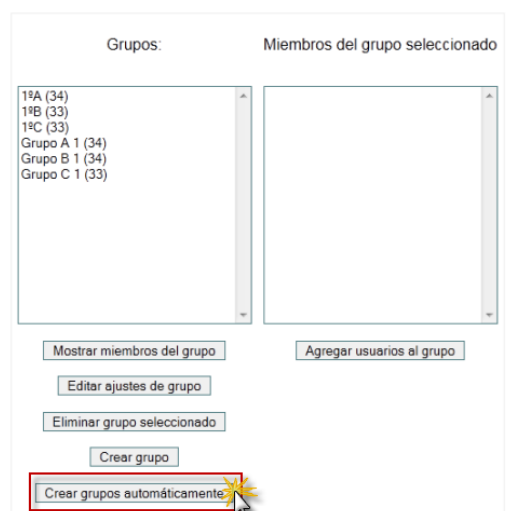 Grupos:
Miembros del grupo seleccionado
1ºA (34)
1ºB (33)
1ºC (33)
Grupo A 1 (34)
Grupo B 1 (34)
Grupo C 1 (33)
Mostrar miembros del grupo
Agregar usuarios al grupo
Editar ajustes de grupo
Eliminar grupo seleccionado
Crear grupo
Crear grupos automáticamente